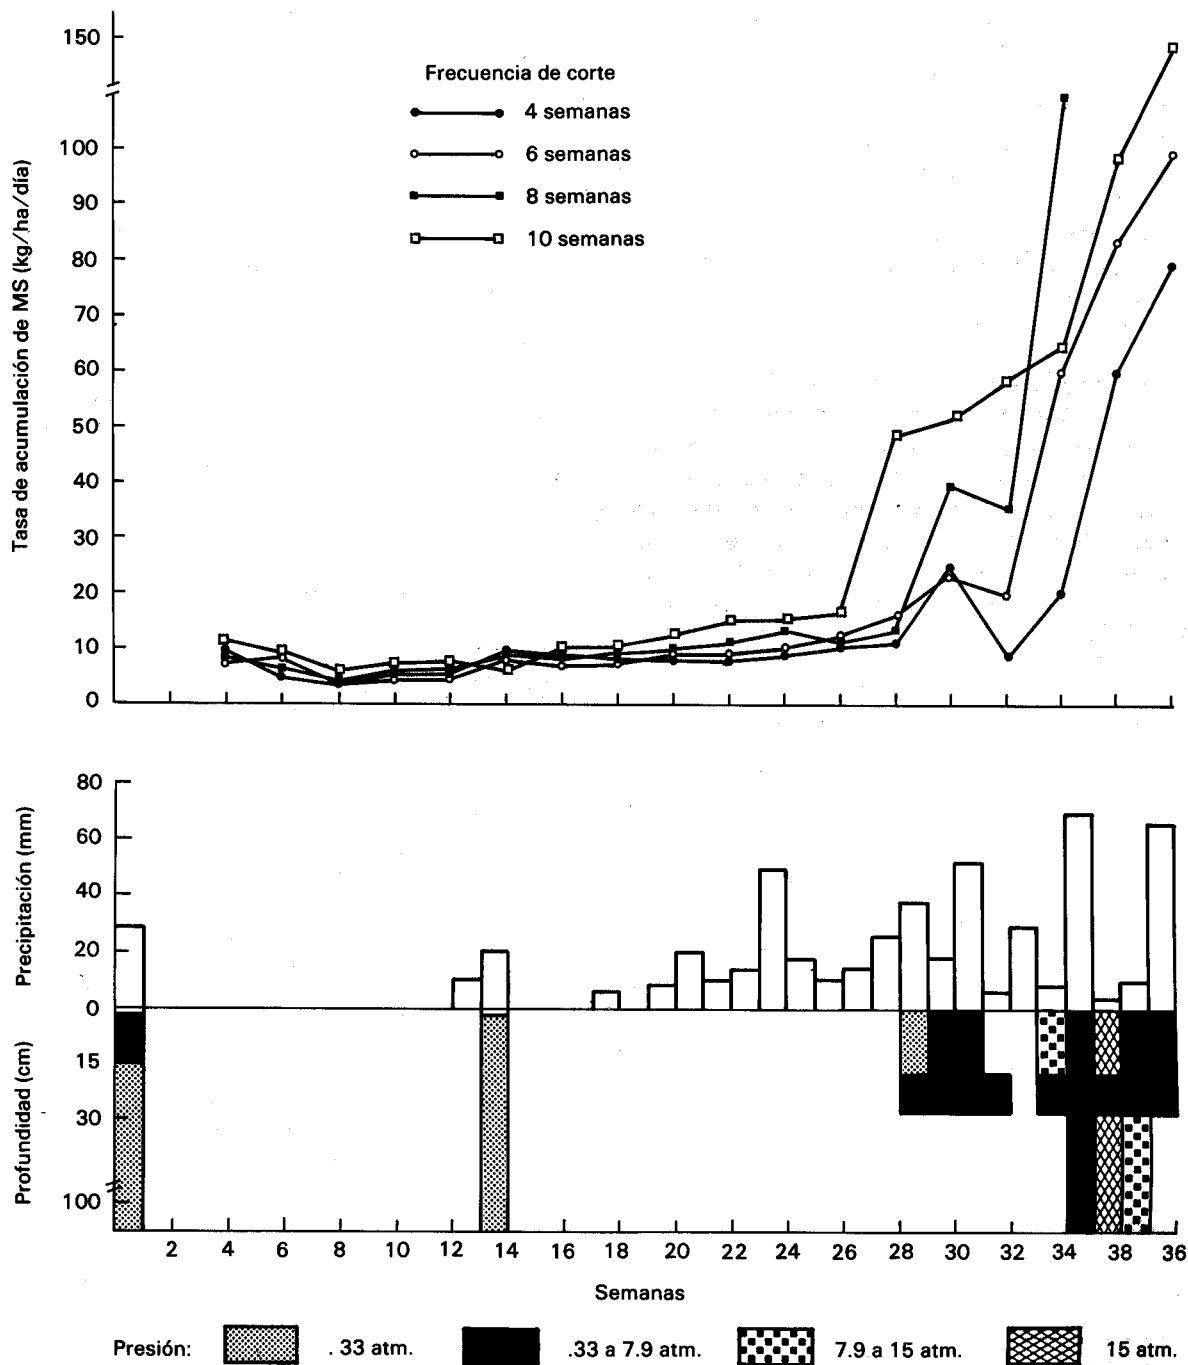 150
Frecuencia de corte
4 semanas
6 semanas
8 semanas
10 semanas
100
90
80
70
60
50
40
30
20
10
0
Tasa de acumulación de MS (kg/ha/día)
80
60
40
20
0
Precipitación (mm)
15
30
100
Profundidad (cm)
2 4 6 8 10 12 14 16 18 20 22 24 26 28 30 32 34 38 36
Semanas
Presión: . 33 atm. .33 a 7.9 atm. 7.9 a 15 atm. 15 atm.